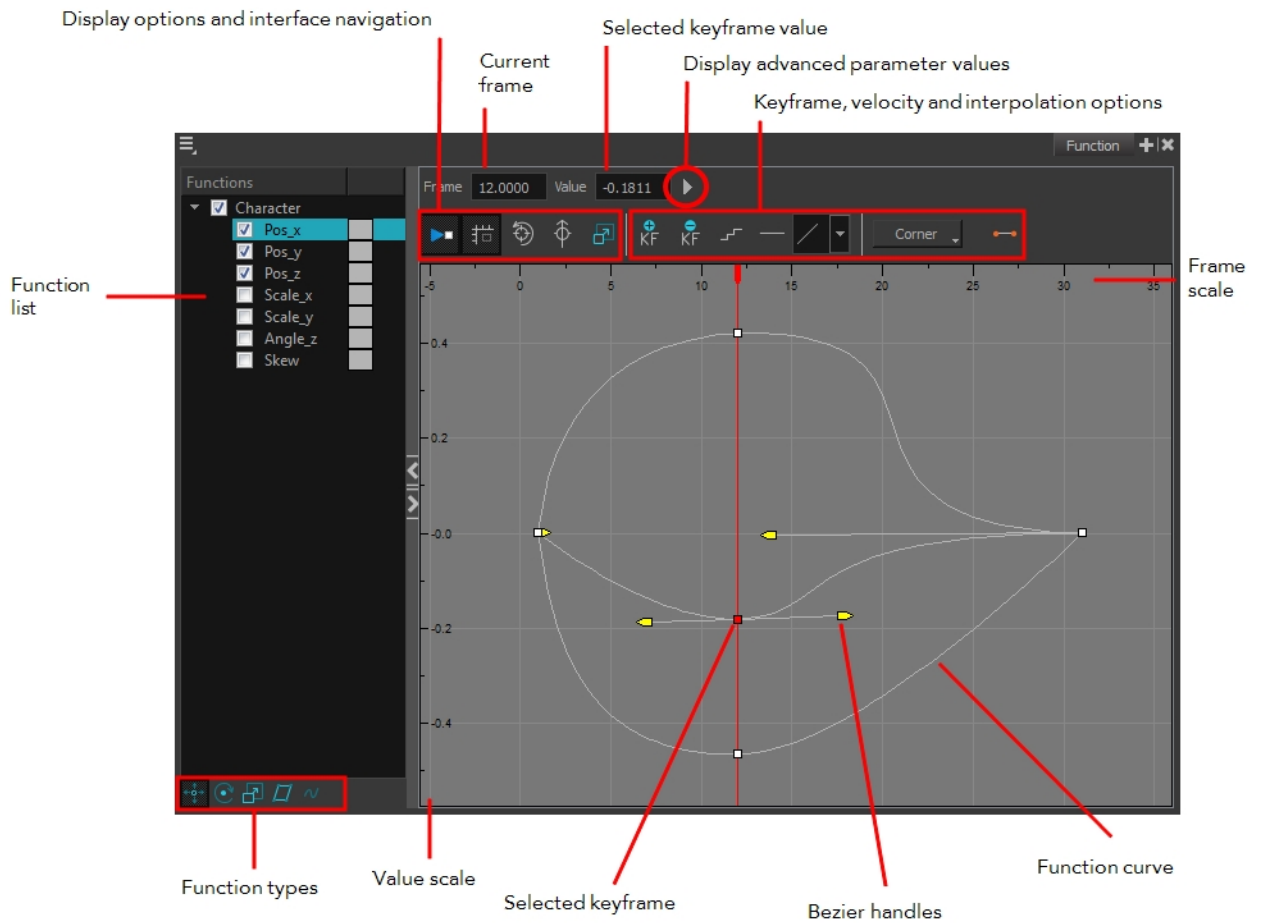 Display options and interface navigation
Selected keyframe value
Current
frame
Display advanced parameter values
Keyframe, velocity and interpolation options
Function
Functions
Frame 12.0000 Value -0.1811
Character
Pos_x
Pos_y
Pos_z
Scale_x
Scale_y
Angle_z
Skew
KF KF Corner
Function
list
Frame
scale
-5 0 5 10 15 20 25 30 35
0.4
0.2
-0.0
-0.2
-0.4
Function types
Value scale
Selected keyframe
Bezier handles
Function curve